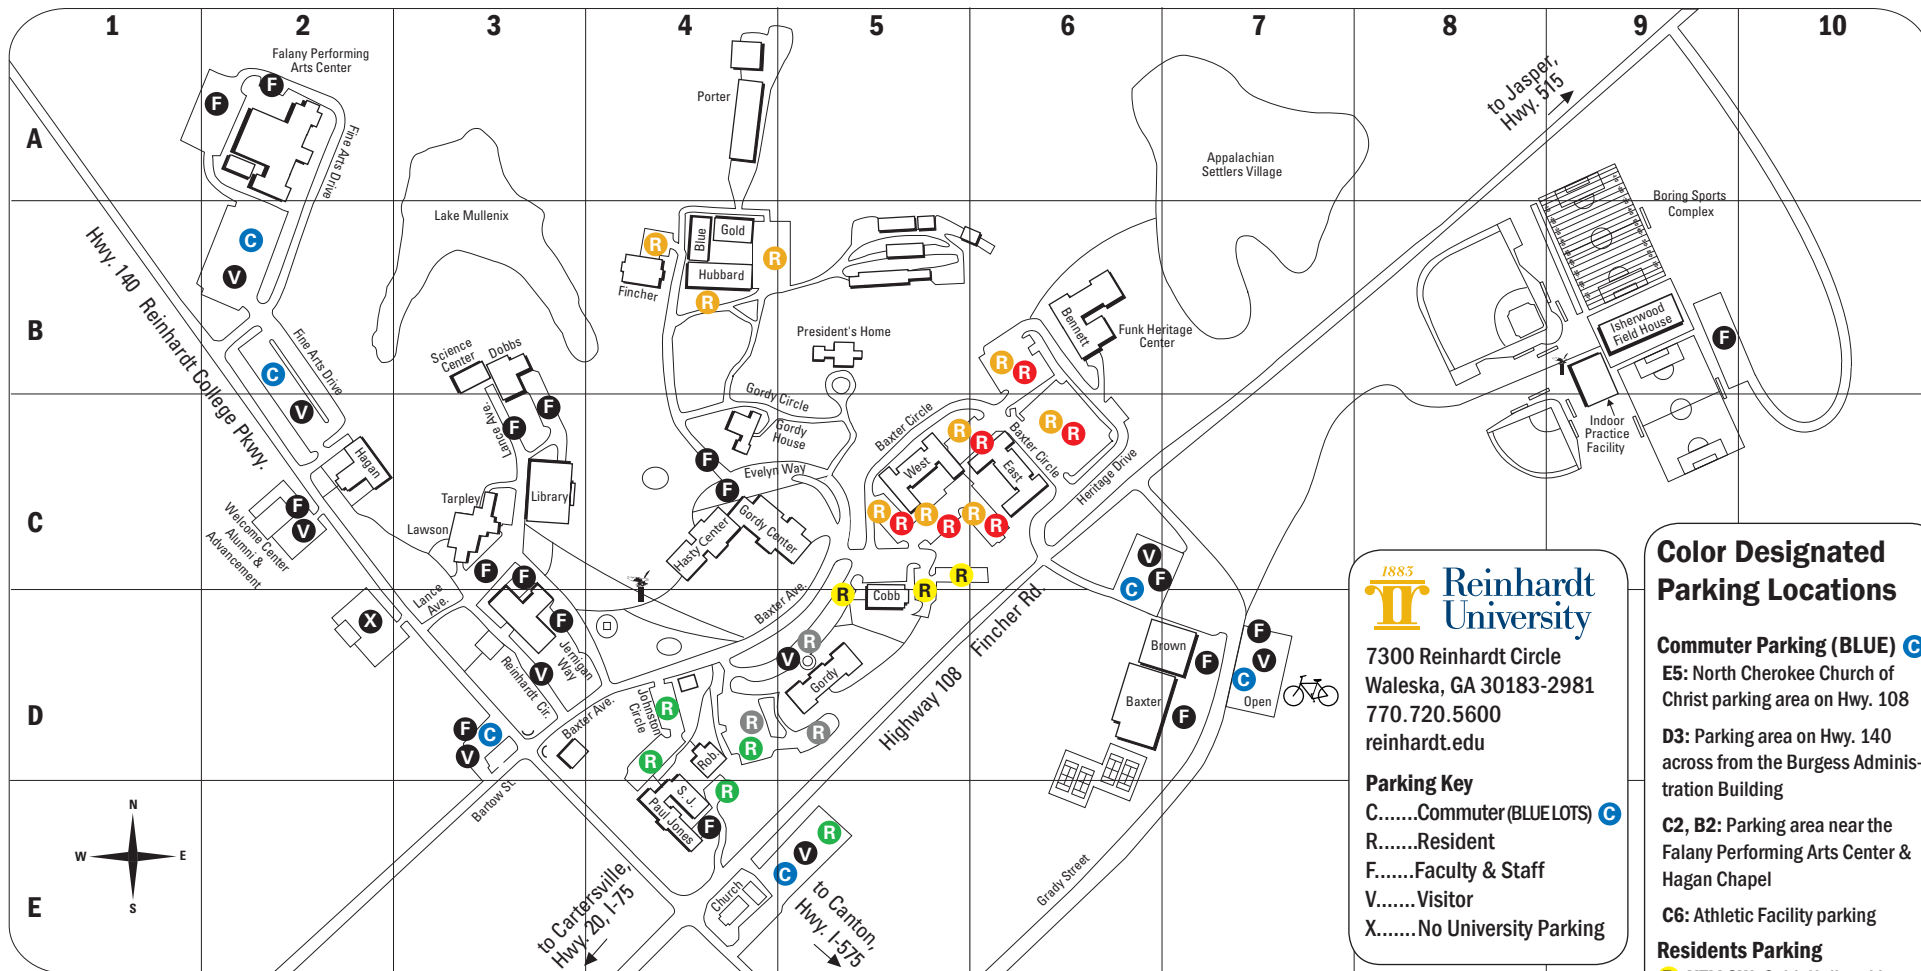 1 2 3 4 5 6 7 8 9 10
A
B
C
D
E
Falany Performing
Arts Center
F
F
Fine Arts Drive
C
V
Hwy. 140 Reinhardt College Pkwy.
Fine Arts Drive
C
V
Hagan
F
V
Welcome Center
Alumni &
Advancement
X
Lake Mullenix
Science
Center
Dobbs
F
F
Lance Ave.
Library
Tarpley
Lawson
F
F
F
V
Lance
Ave.
Jernigan
Way
Reinhardt Cir.
F
C
V
Bartow St.
Baxter Ave.
Porter
Blue
Gold
Hubbard
Fincher
R
R
R
President's Home
Gordy Circle
Gordy
House
Evelyn Way
F
F
Hasty Center
Gordy Center
Baxter Ave.
Baxter Circle
West
East
Baxter Circle
R
R
R
R
R
R
R
R
R
R
R
R
Bennett
Funk Heritage
Center
Heritage Drive
Appalachian
Settlers Village
to Jasper,
Hwy. 515
Boring Sports
Complex
Isherwood
Field House
F
Indoor
Practice
Facility
R
Cobb
R
R
R
V
Gordy
R
R
R
Johnston
Circle
R
R
Rob.
R
S. J.
Paul Jones
F
R
V
C
Church
Highway 108
Fincher Rd.
V
F
C
Brown
F
Baxter
F
F
V
C
Open
Grady Street
to Cartersville,
Hwy. 20, I-75
to Canton,
Hwy. I-575
N
W
E
S
1883
Reinhardt
University
7300 Reinhardt Circle
Waleska, GA 30183-2981
770.720.5600
reinhardt.edu
Parking Key
C.......Commuter (BLUE LOTS) C
R.......Resident
F.......Faculty & Staff
V.......Visitor
X.......No University Parking
Color Designated
Parking Locations
Commuter Parking (BLUE) C
E5: North Cherokee Church of
Christ parking area on Hwy. 108
D3: Parking area on Hwy. 140
across from the Burgess Adminis-
tration Building
C2, B2: Parking area near the
Falany Performing Arts Center &
Hagan Chapel
C6: Athletic Facility parking
Residents Parking